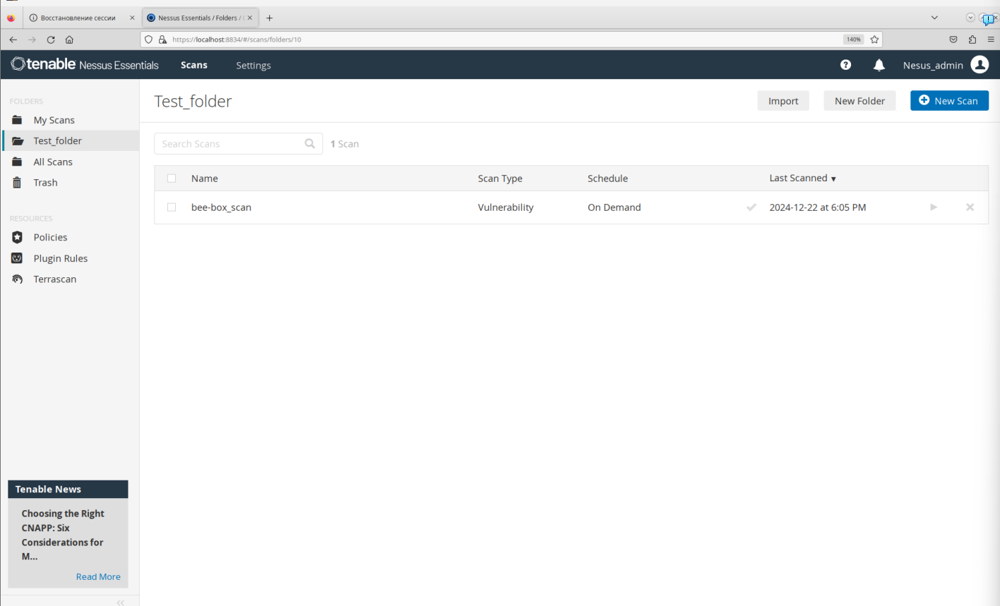 Восстановление сессии
Nessus Essentials / Folders /
https://localhost:8834/#/scans/folders/10
140%
tenable Nessus Essentials
Scans
Settings
Nesus_admin
FOLDERS
My Scans
Test_folder
All Scans
Trash
RESOURCES
Policies
Plugin Rules
Terrascan
Tenable News
Choosing the Right
CNAPP: Six
Considerations for
M...
Read More
Test_folder
Import
New Folder
New Scan
Search Scans
1 Scan
Name
Scan Type
Schedule
Last Scanned
bee-box_scan
Vulnerability
On Demand
2024-12-22 at 6:05 PM